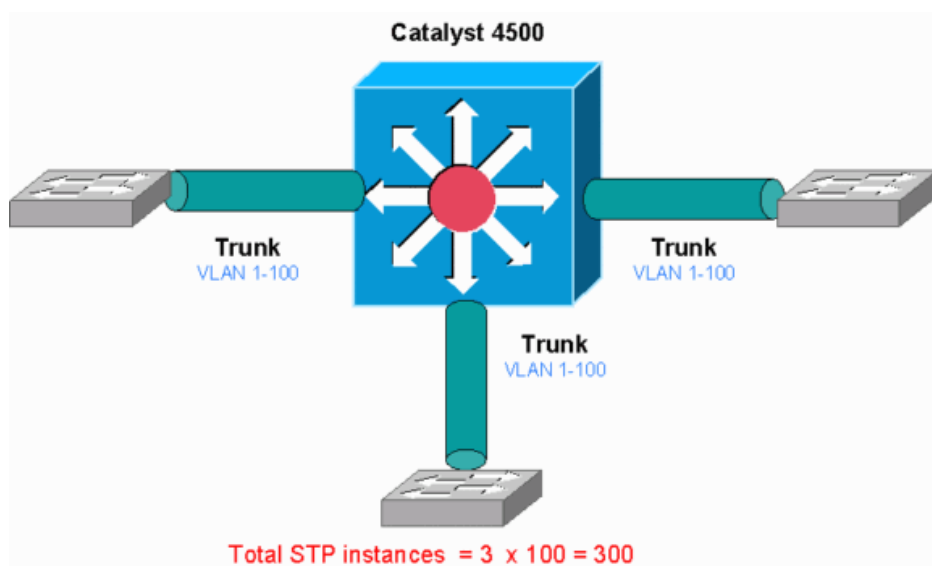 Catalyst 4500
Trunk
VLAN 1-100
Trunk
VLAN 1-100
Trunk
VLAN 1-100
Total STP instances = 3 x 100 = 300